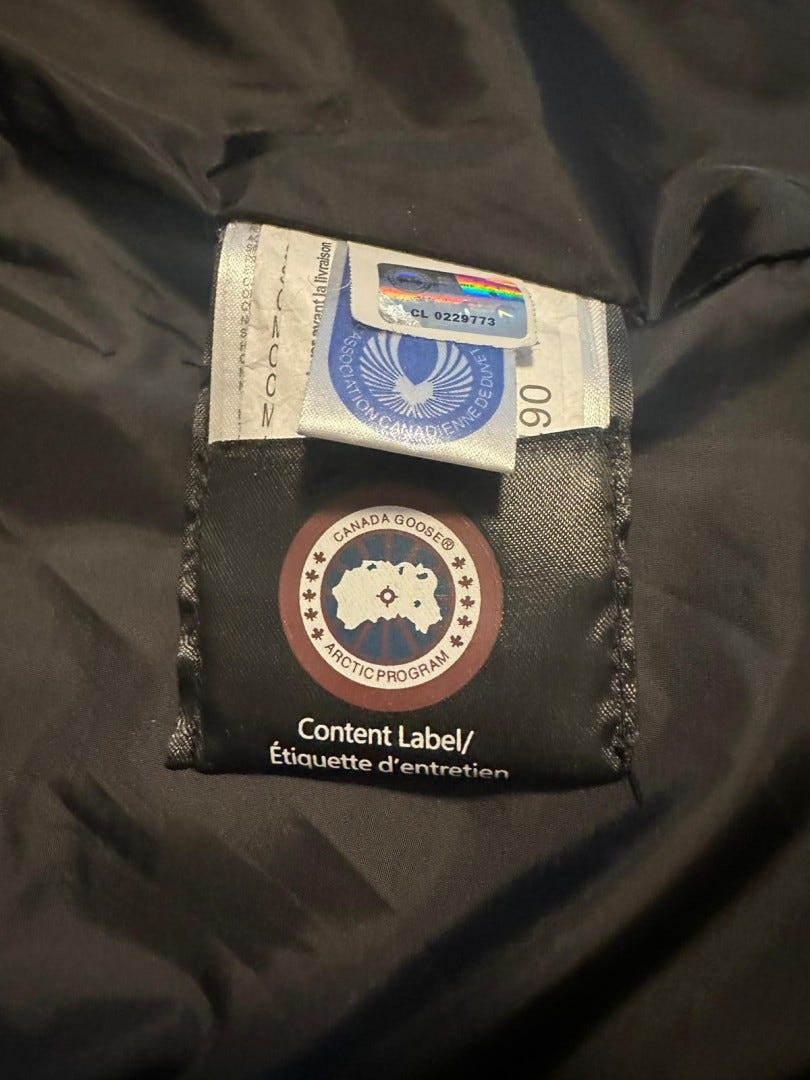 avant la livraison
CL 0229773
ASSOCIATION CANADIENNE DE DUVET
90
CANADA GOOSE®
ARCTIC PROGRAM
Content Label/
Étiquette d'entretien